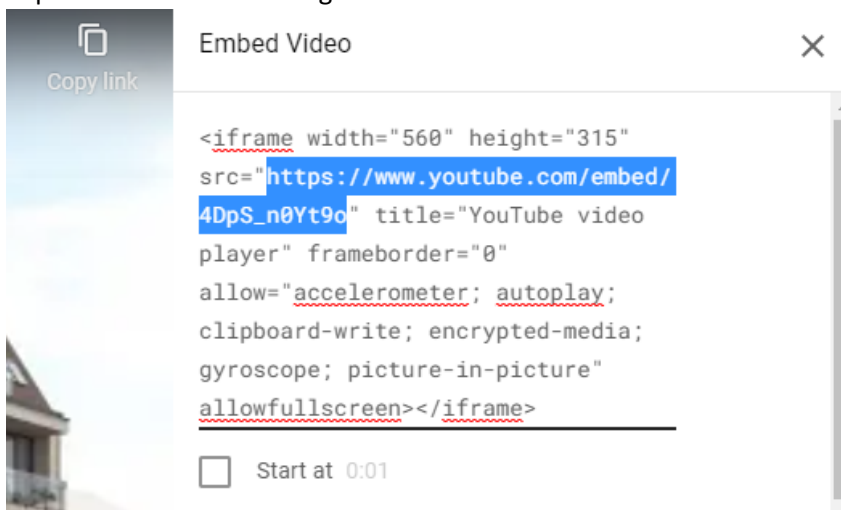 Copy link
Embed Video
<iframe width="560" height="315"
src="https://www.youtube.com/embed/
4DpS_n0Yt9o" title="YouTube video
player" frameborder="0"
allow="accelerometer; autoplay;
clipboard-write; encrypted-media;
gyroscope; picture-in-picture"
allowfullscreen></iframe>
Start at 0:01